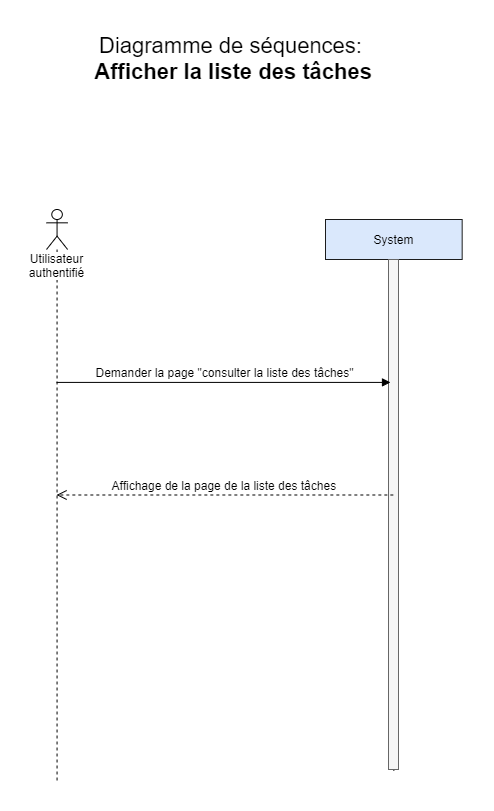 Diagramme de séquences:
Afficher la liste des tâches
System
Utilisateur
authentifié
Demander la page "consulter la liste des tâches"
Affichage de la page de la liste des tâches